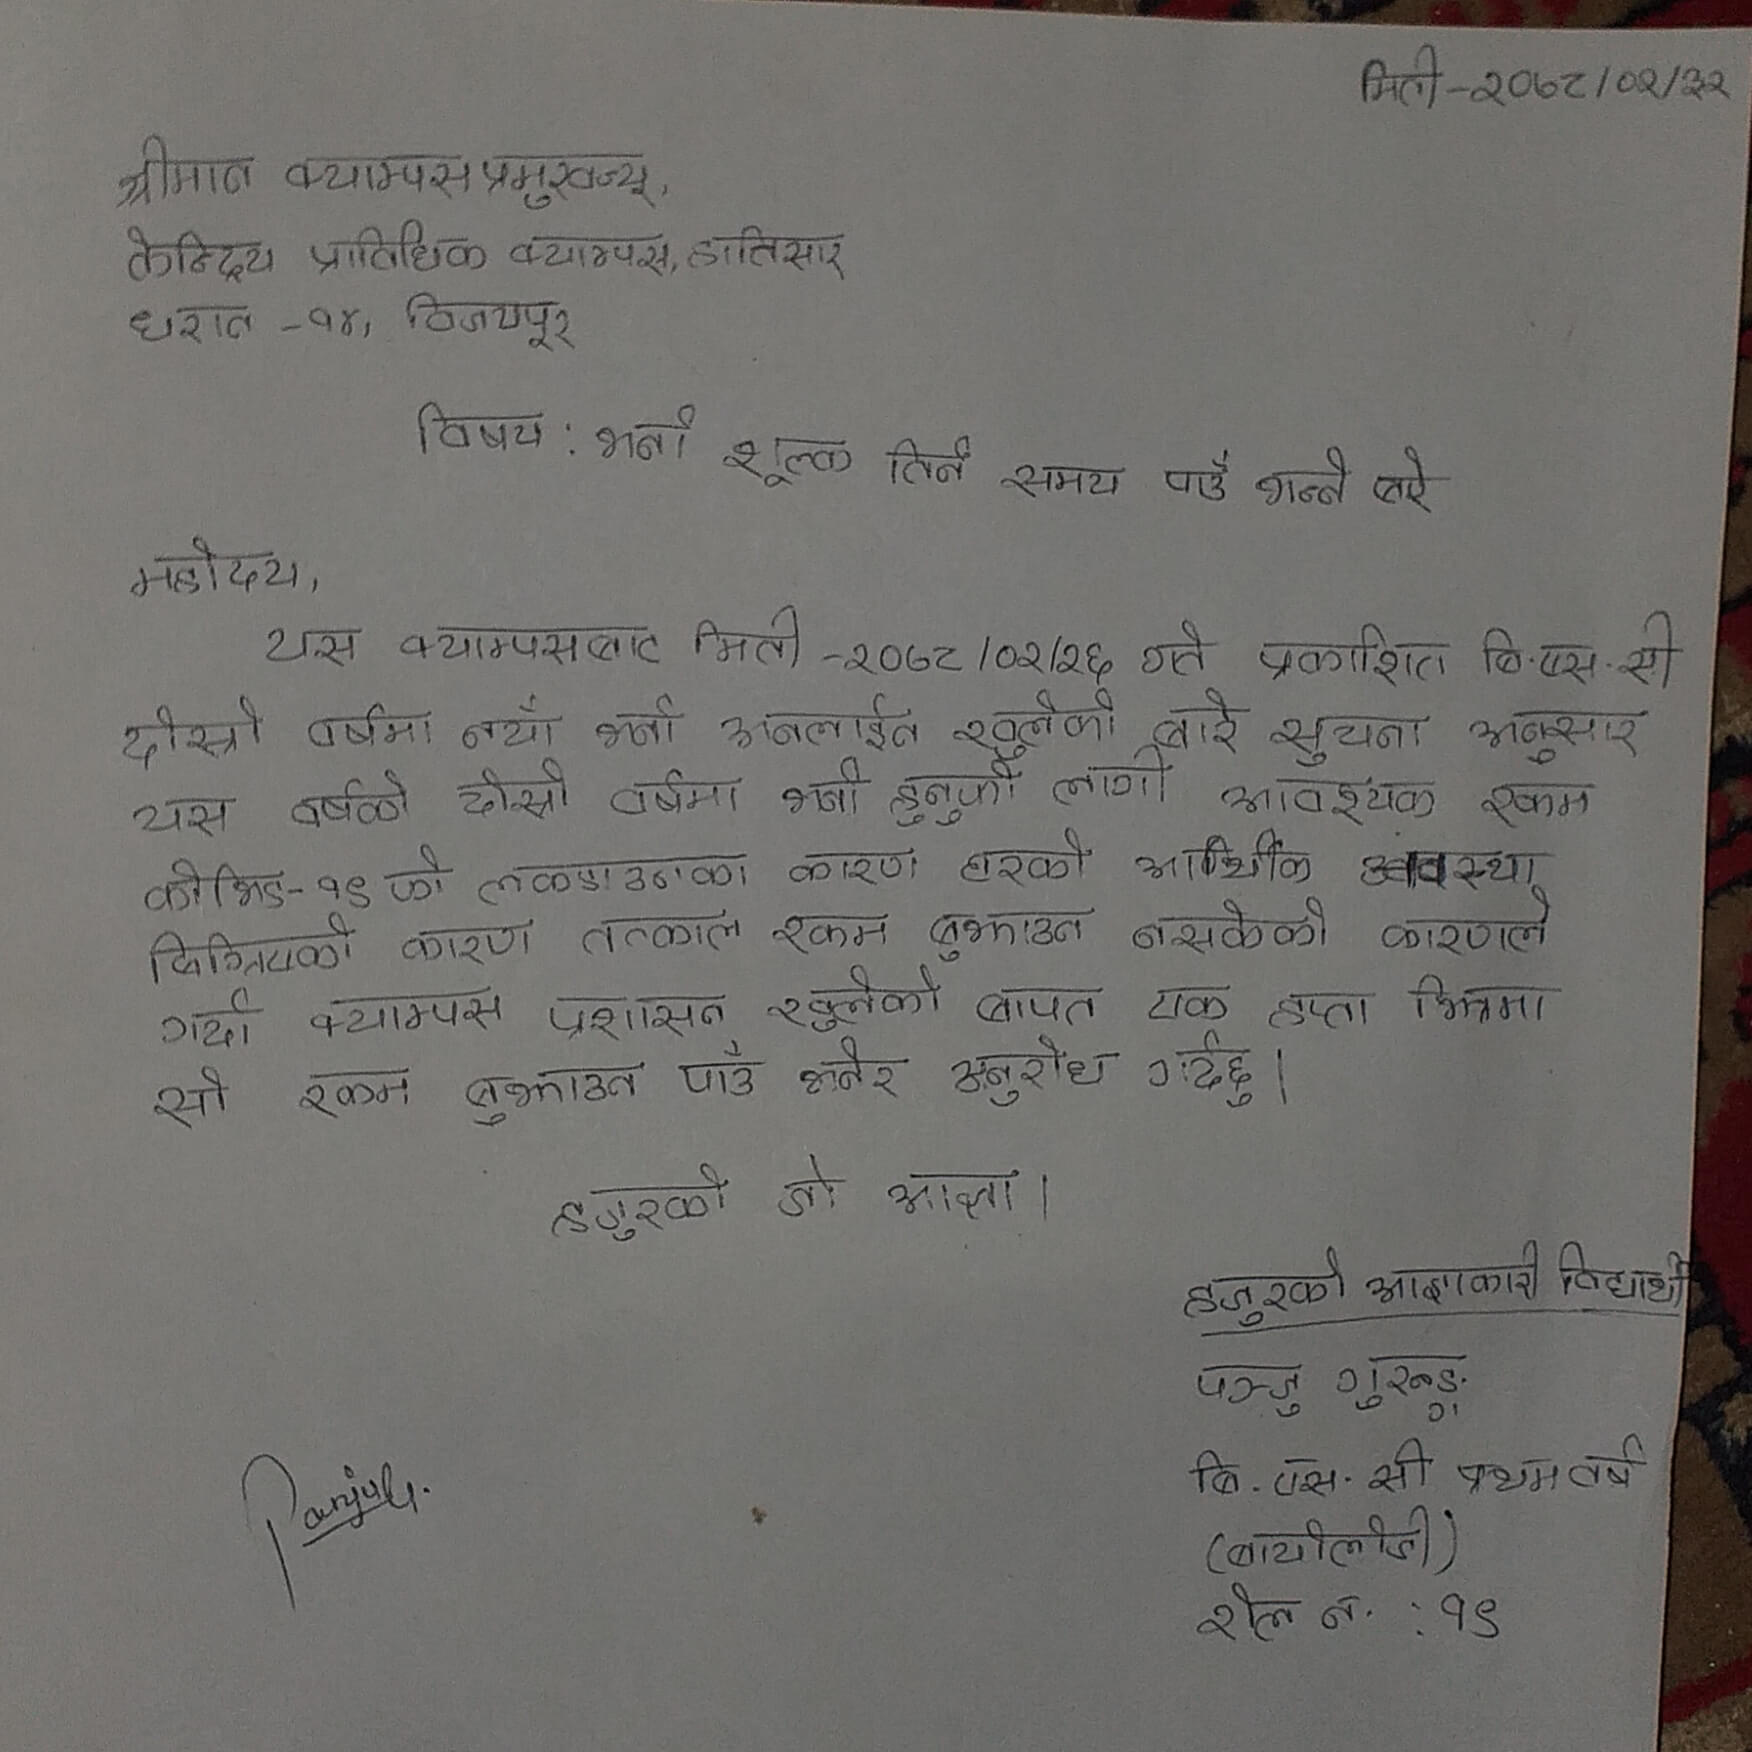 मिती-२०७८/०२/३२
श्रीमान क्याम्पस प्रमुखज्यू,
केन्द्रिय प्राविधिक क्याम्पस, हात्तिसार
धरान -१४, विजयपूर
विषय : भर्ना शूल्क तिर्न समय पाउँ भन्ने बारे
महोदय,
यस क्याम्पसबाट मिती -२०७८/०२/२६ गते प्रकाशित बि.एस.सी
दोस्रो वर्षमा नयाँ भर्ना अनलाईन खुलेको बारे सुचना अनुसार
यस वर्षको दोस्रो वर्षमा भर्ना हुनुको लागी आवश्यक रकम
कोभिड-१९ को लकडाउनका कारण घरको आर्थिक अवस्था
बिग्रियको कारण तत्काल रकम बुझाउन नसकेको कारणले
गर्दा क्याम्पस प्रशासन खुलेको बापत एक हप्ता भित्रमा
सो रकम बुझाउन पाउँ भनेर अनुरोध गर्दछु।
हजुरको जो आज्ञा।
हजुरको आज्ञाकारी विद्यार्थी
पञ्जु गुरुङ्ग
बि. एस. सी प्रथम वर्ष
(बायोलोजी)
रोल न. : १९